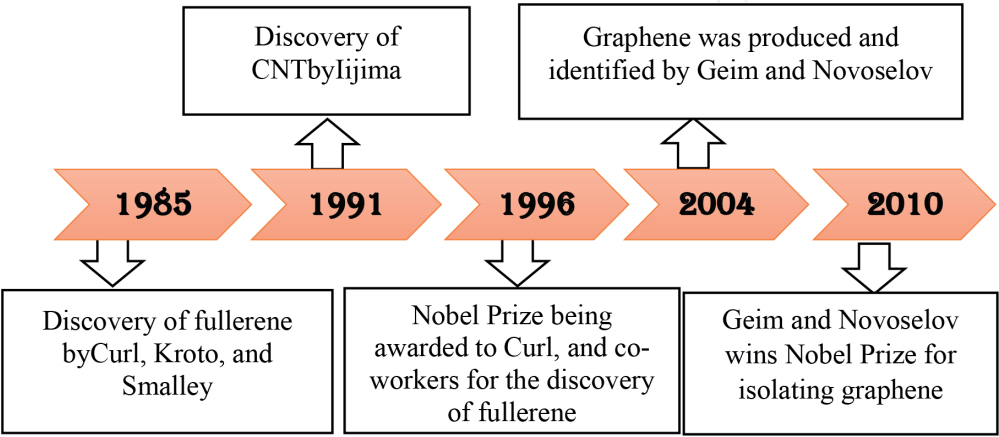 Discovery of
CNTbyIijima
Graphene was produced and
identified by Geim and Novoselov
1985
1991
1996
2004
2010
Discovery of fullerene
byCurl, Kroto, and
Smalley
Nobel Prize being
awarded to Curl, and co-
workers for the discovery
of fullerene
Geim and Novoselov
wins Nobel Prize for
isolating graphene